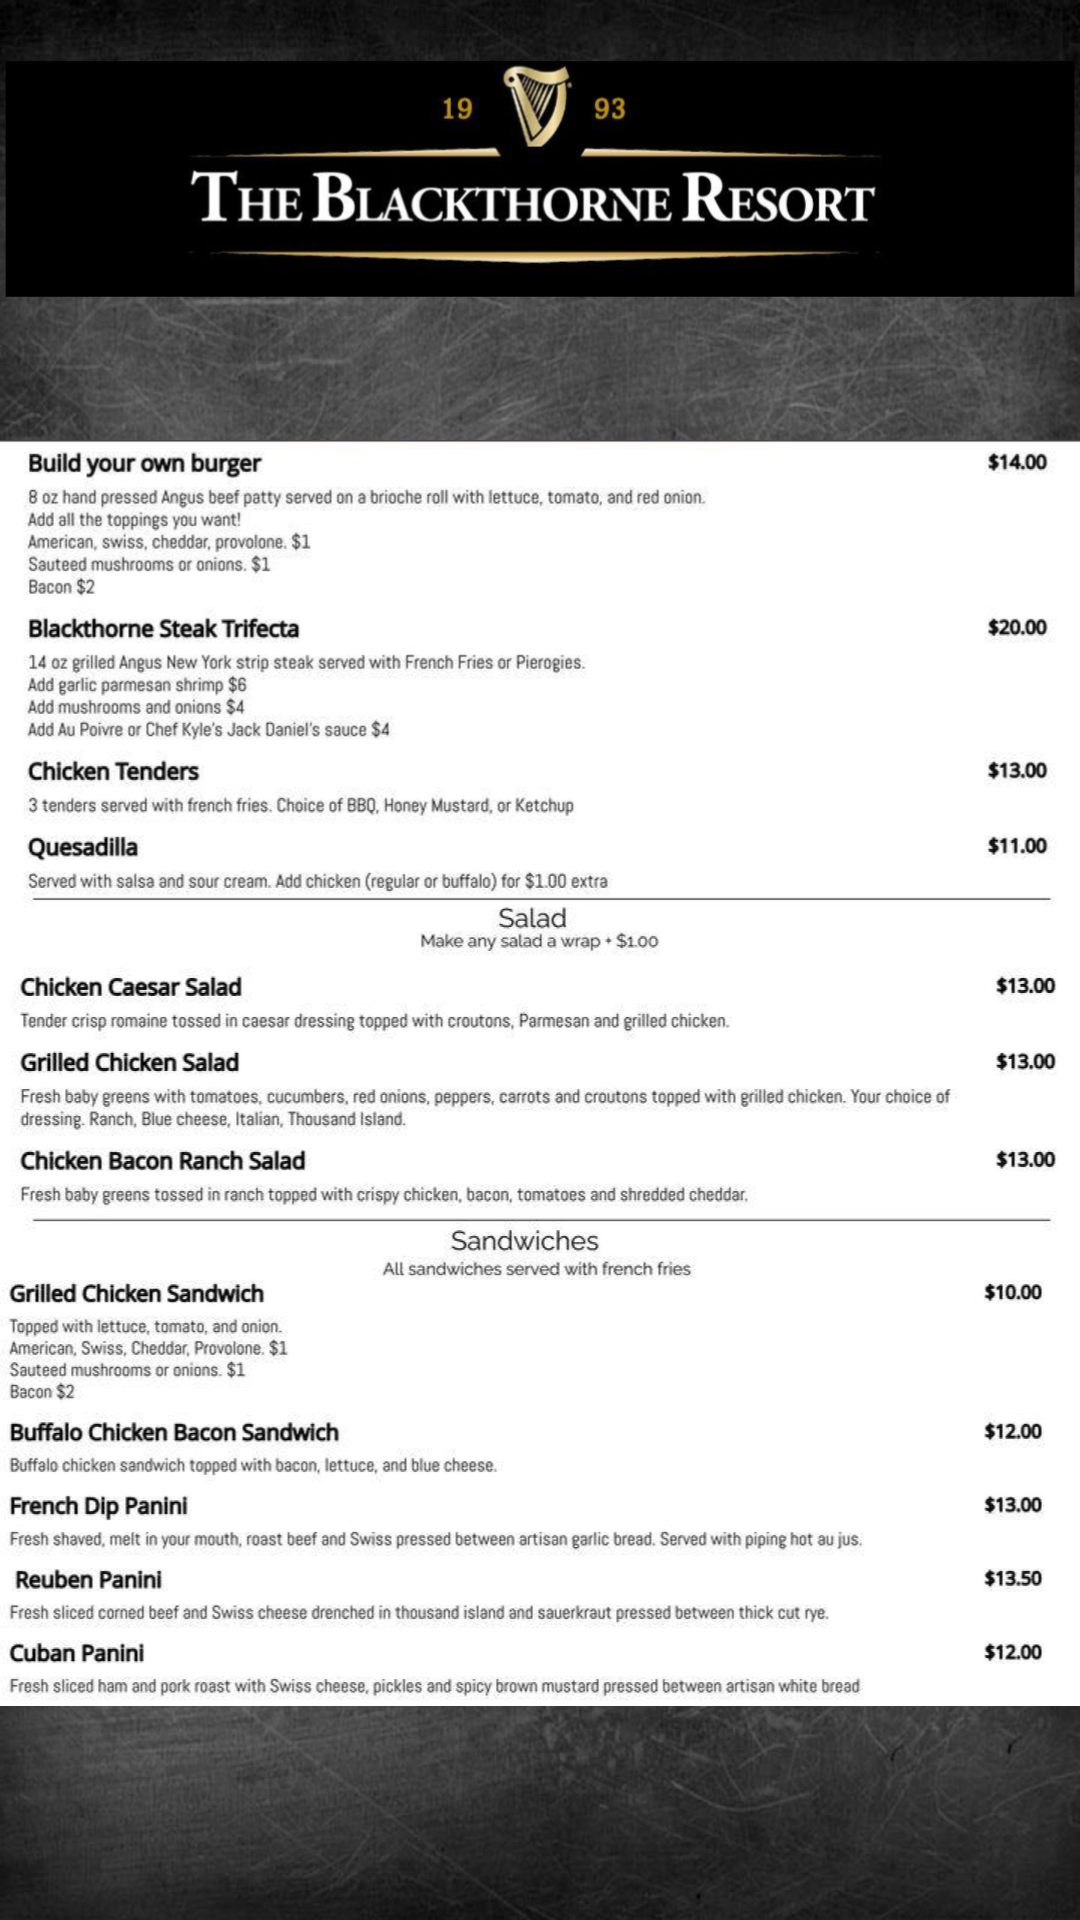 19 93
THE BLACKTHORNE RESORT
Build your own burger $14.00
8 oz hand pressed Angus beef patty served on a brioche roll with lettuce, tomato, and red onion.
Add all the toppings you want!
American, swiss, cheddar, provolone. $1
Sauteed mushrooms or onions. $1
Bacon $2
Blackthorne Steak Trifecta $20.00
14 oz grilled Angus New York strip steak served with French Fries or Pierogies.
Add garlic parmesan shrimp $6
Add mushrooms and onions $4
Add Au Poivre or Chef Kyle's Jack Daniel's sauce $4
Chicken Tenders $13.00
3 tenders served with french fries. Choice of BBQ, Honey Mustard, or Ketchup
Quesadilla $11.00
Served with salsa and sour cream. Add chicken (regular or buffalo) for $1.00 extra
Salad
Make any salad a wrap + $1.00
Chicken Caesar Salad $13.00
Tender crisp romaine tossed in caesar dressing topped with croutons, Parmesan and grilled chicken.
Grilled Chicken Salad $13.00
Fresh baby greens with tomatoes, cucumbers, red onions, peppers, carrots and croutons topped with grilled chicken. Your choice of
dressing. Ranch, Blue cheese, Italian, Thousand Island.
Chicken Bacon Ranch Salad $13.00
Fresh baby greens tossed in ranch topped with crispy chicken, bacon, tomatoes and shredded cheddar.
Sandwiches
All sandwiches served with french fries
Grilled Chicken Sandwich $10.00
Topped with lettuce, tomato, and onion.
American, Swiss, Cheddar, Provolone. $1
Sauteed mushrooms or onions. $1
Bacon $2
Buffalo Chicken Bacon Sandwich $12.00
Buffalo chicken sandwich topped with bacon, lettuce, and blue cheese.
French Dip Panini $13.00
Fresh shaved, melt in your mouth, roast beef and Swiss pressed between artisan garlic bread. Served with piping hot au jus.
Reuben Panini $13.50
Fresh sliced corned beef and Swiss cheese drenched in thousand island and sauerkraut pressed between thick cut rye.
Cuban Panini $12.00
Fresh sliced ham and pork roast with Swiss cheese, pickles and spicy brown mustard pressed between artisan white bread